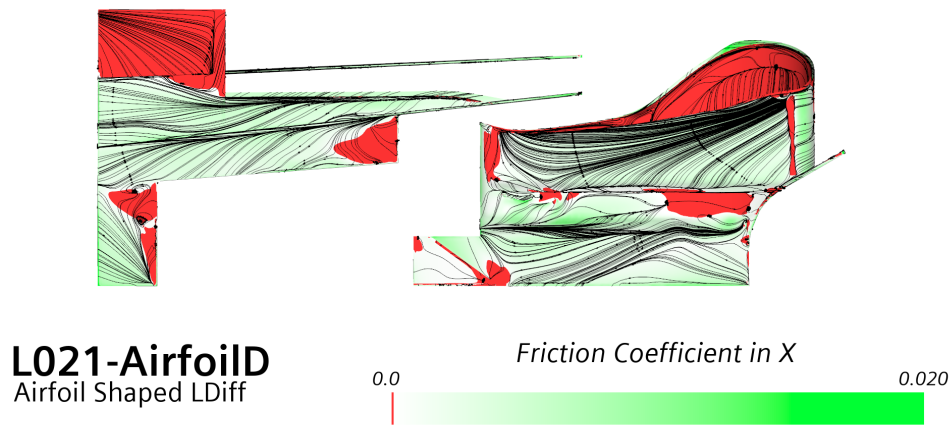 L021-AirfoilD
Airfoil Shaped LDiff
Friction Coefficient in X
0.0
0.020